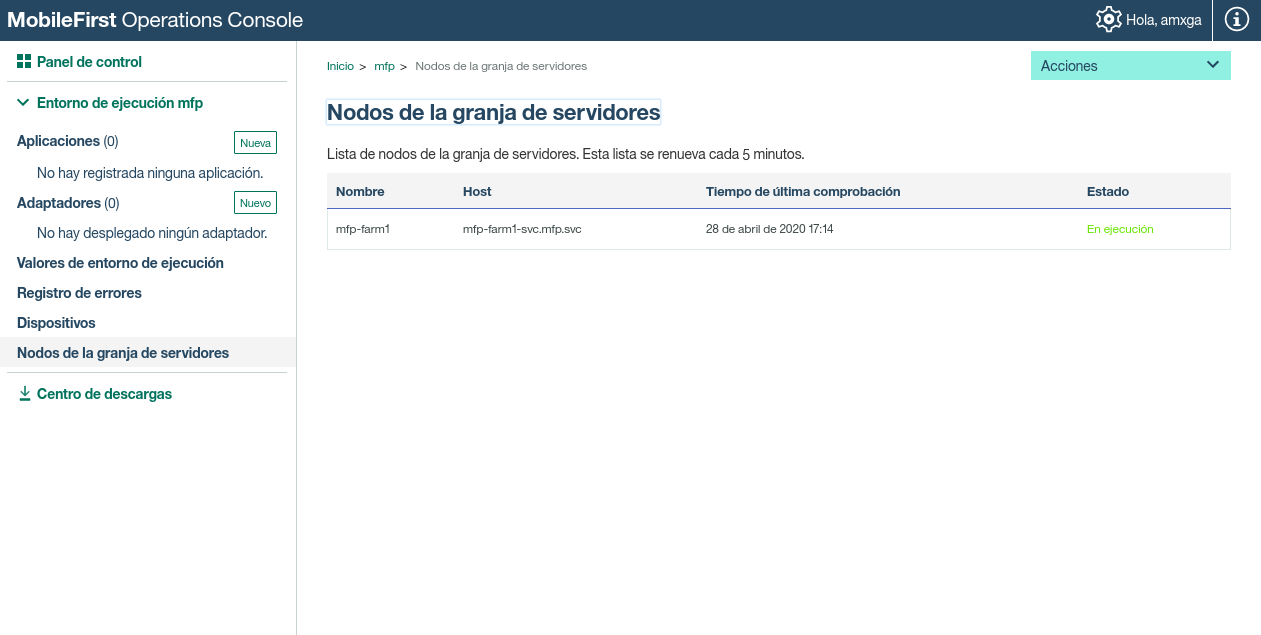 MobileFirst Operations Console
Hola, amxga
Panel de control
Entorno de ejecución mfp
Aplicaciones (0)
Nueva
No hay registrada ninguna aplicación.
Adaptadores (0)
Nuevo
No hay desplegado ningún adaptador.
Valores de entorno de ejecución
Registro de errores
Dispositivos
Nodos de la granja de servidores
Centro de descargas
Inicio > mfp > Nodos de la granja de servidores
Acciones
Nodos de la granja de servidores
Lista de nodos de la granja de servidores. Esta lista se renueva cada 5 minutos.
Nombre Host Tiempo de última comprobación Estado
mfp-farm1 mfp-farm1-svc.mfp.svc 28 de abril de 2020 17:14 En ejecución